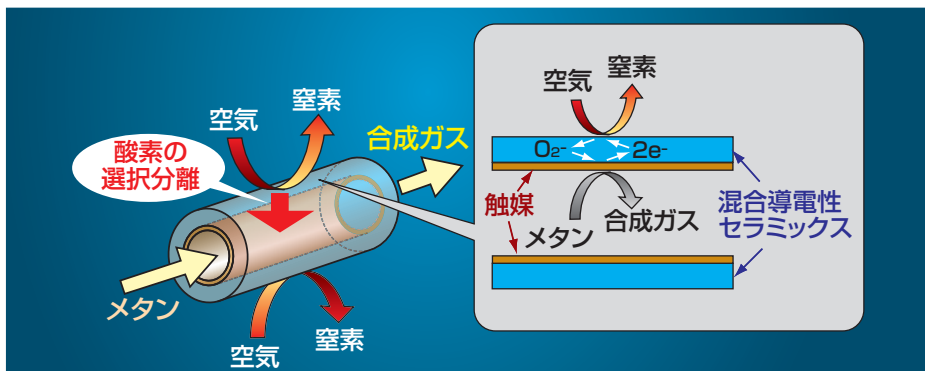 空気
窒素
合成ガス
酸素の
選択分離
メタン
空気
窒素
空気
窒素
O2-
2e-
触媒
メタン
合成ガス
混合導電性
セラミックス